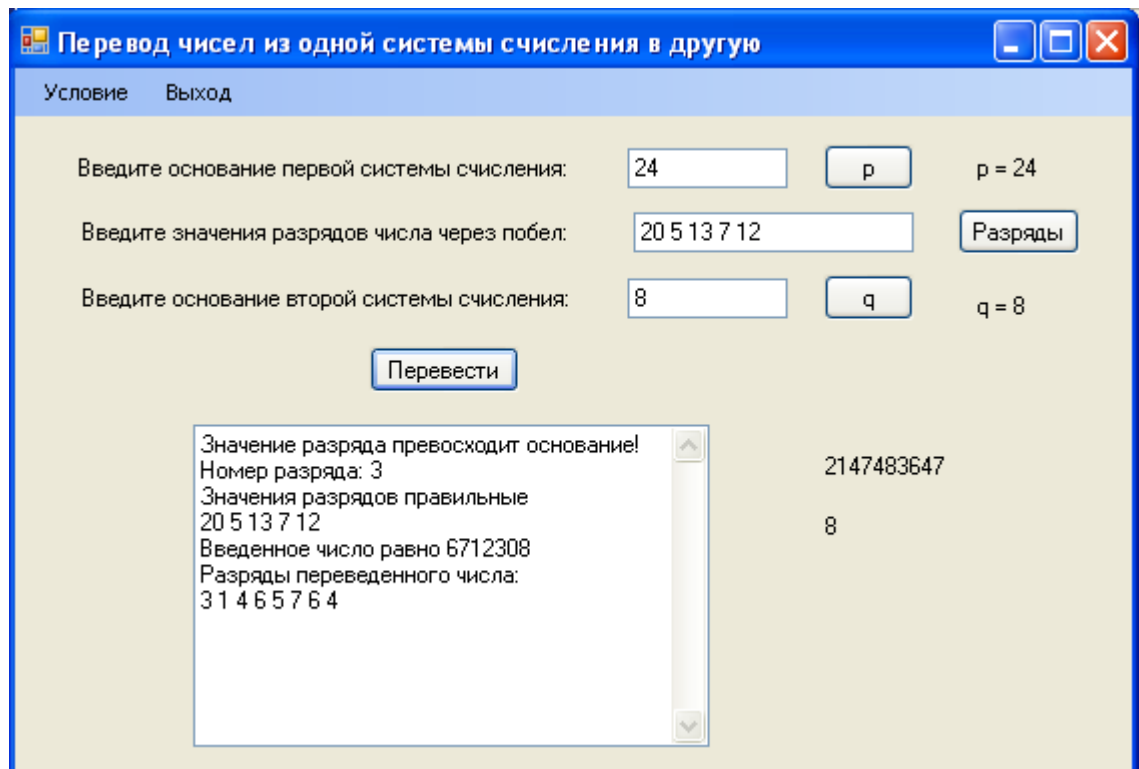 Перевод чисел из одной системы счисления в другую
Условие Выход
Введите основание первой системы счисления: 24 p p = 24
Введите значения разрядов числа через побел: 20 5 13 7 12 Разряды
Введите основание второй системы счисления: 8 q q = 8
Перевести
Значение разряда превосходит основание!
Номер разряда: 3
Значения разрядов правильные
20 5 13 7 12
Введенное число равно 6712308
Разряды переведенного числа:
3 1 4 6 5 7 6 4
2147483647
8